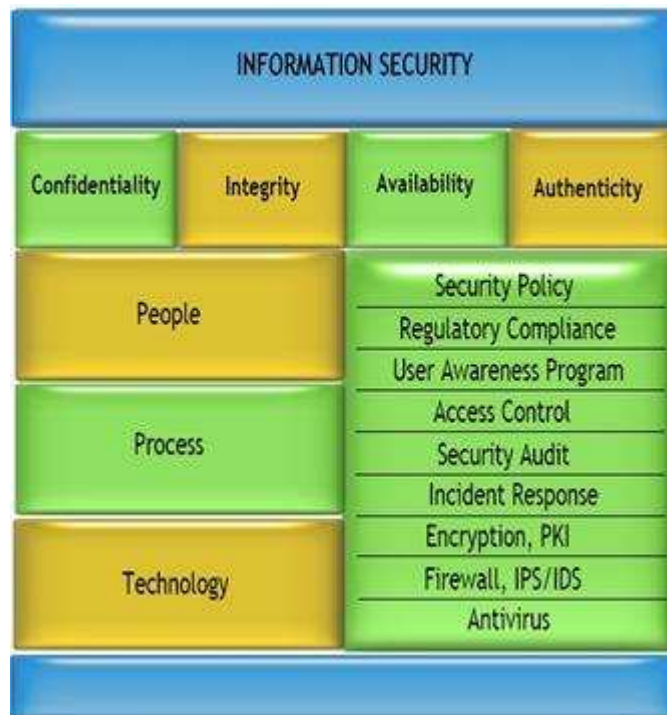 INFORMATION SECURITY
Confidentiality
Integrity
Availability
Authenticity
People
Process
Technology
Security Policy
Regulatory Compliance
User Awareness Program
Access Control
Security Audit
Incident Response
Encryption, PKI
Firewall, IPS/IDS
Antivirus